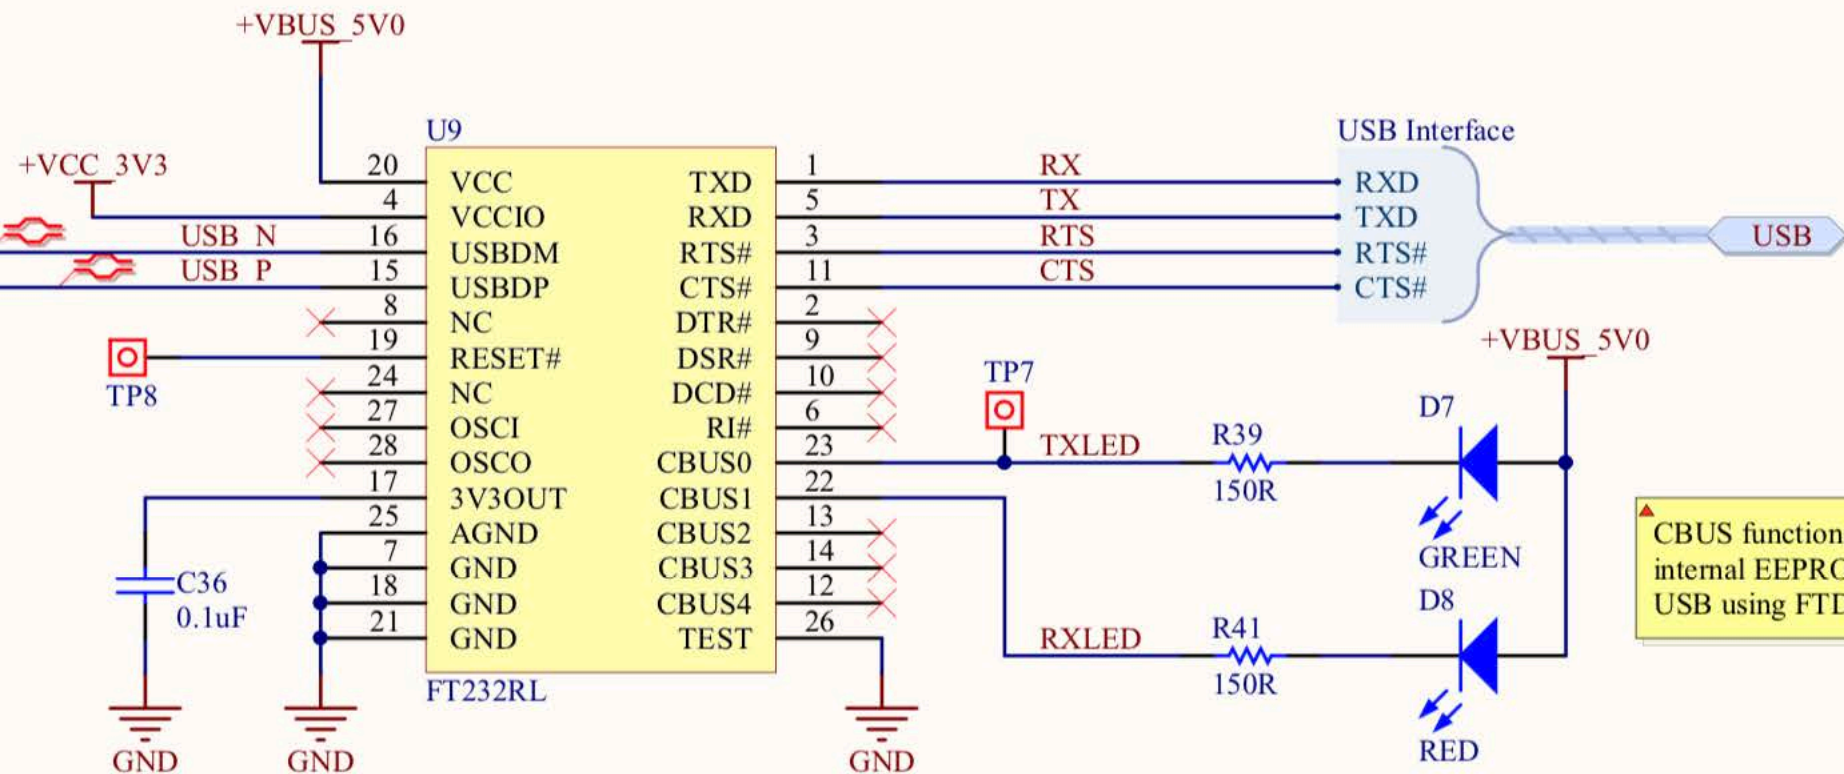 +VBUS_5V0
+VCC_3V3
U9
USB Interface
20 VCC TXD 1 RX RXD
4 VCCIO RXD 5 TX TXD
USB_N 16 USBDM RTS# 3 RTS RTS#
USB_P 15 USBDP CTS# 11 CTS CTS#
USB
8 NC DTR# 2
19 RESET# DSR# 9
TP8
24 NC DCD# 10
27 OSCI RI# 6
28 OSCO CBUS0 23
17 3V3OUT CBUS1 22
25 AGND CBUS2 13
7 GND CBUS3 14
18 GND CBUS4 12
21 GND TEST 26
FT232RL
C36
0.1uF
GND
GND
GND
+VBUS_5V0
TP7
TXLED
R39
150R
D7
GREEN
RXLED
R41
150R
D8
RED
CBUS function
internal EEPRO
USB using FTD